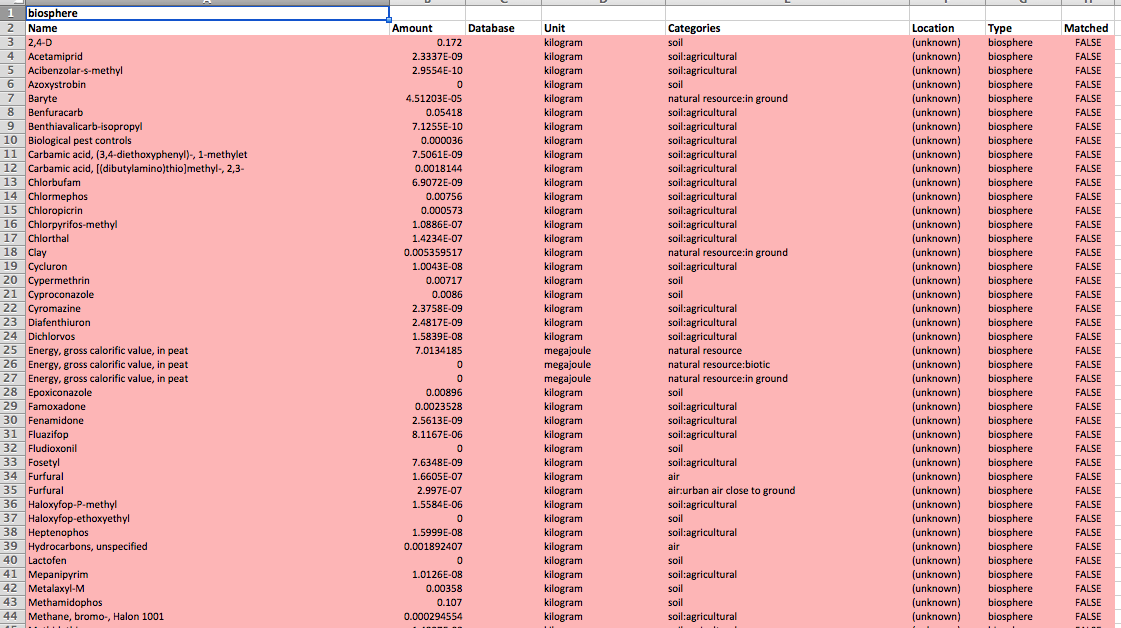 1 biosphere
2 Name Amount Database Unit Categories Location Type Matched
3 2,4-D 0.172 kilogram soil (unknown) biosphere FALSE
4 Acetamiprid 2.3337E-09 kilogram soil:agricultural (unknown) biosphere FALSE
5 Acibenzolar-s-methyl 2.9554E-10 kilogram soil:agricultural (unknown) biosphere FALSE
6 Azoxystrobin 0 kilogram soil (unknown) biosphere FALSE
7 Baryte 4.51203E-05 kilogram natural resource:in ground (unknown) biosphere FALSE
8 Benfuracarb 0.05418 kilogram soil:agricultural (unknown) biosphere FALSE
9 Benthiavalicarb-isopropyl 7.1255E-10 kilogram soil:agricultural (unknown) biosphere FALSE
10 Biological pest controls 0.000036 kilogram soil:agricultural (unknown) biosphere FALSE
11 Carbamic acid, (3,4-diethoxyphenyl)-, 1-methylet 7.5061E-09 kilogram soil:agricultural (unknown) biosphere FALSE
12 Carbamic acid, [(dibutylamino)thio]methyl-, 2,3- 0.0018144 kilogram soil:agricultural (unknown) biosphere FALSE
13 Chlorbufam 6.9072E-09 kilogram soil:agricultural (unknown) biosphere FALSE
14 Chlormephos 0.00756 kilogram soil:agricultural (unknown) biosphere FALSE
15 Chloropicrin 0.000573 kilogram soil:agricultural (unknown) biosphere FALSE
16 Chlorpyrifos-methyl 1.0886E-07 kilogram soil:agricultural (unknown) biosphere FALSE
17 Chlorthal 1.4234E-07 kilogram soil:agricultural (unknown) biosphere FALSE
18 Clay 0.005359517 kilogram natural resource:in ground (unknown) biosphere FALSE
19 Cycluron 1.0043E-08 kilogram soil:agricultural (unknown) biosphere FALSE
20 Cypermethrin 0.00717 kilogram soil (unknown) biosphere FALSE
21 Cyproconazole 0.0086 kilogram soil (unknown) biosphere FALSE
22 Cyromazine 2.3758E-09 kilogram soil:agricultural (unknown) biosphere FALSE
23 Diafenthiuron 2.4817E-09 kilogram soil:agricultural (unknown) biosphere FALSE
24 Dichlorvos 1.5839E-08 kilogram soil:agricultural (unknown) biosphere FALSE
25 Energy, gross calorific value, in peat 7.0134185 megajoule natural resource (unknown) biosphere FALSE
26 Energy, gross calorific value, in peat 0 megajoule natural resource:biotic (unknown) biosphere FALSE
27 Energy, gross calorific value, in peat 0 megajoule natural resource:in ground (unknown) biosphere FALSE
28 Epoxiconazole 0.00896 kilogram soil (unknown) biosphere FALSE
29 Famoxadone 0.0023528 kilogram soil:agricultural (unknown) biosphere FALSE
30 Fenamidone 2.5613E-09 kilogram soil:agricultural (unknown) biosphere FALSE
31 Fluazifop 8.1167E-06 kilogram soil:agricultural (unknown) biosphere FALSE
32 Fludioxonil 0 kilogram soil (unknown) biosphere FALSE
33 Fosetyl 7.6348E-09 kilogram soil:agricultural (unknown) biosphere FALSE
34 Furfural 1.6605E-07 kilogram air (unknown) biosphere FALSE
35 Furfural 2.997E-07 kilogram air:urban air close to ground (unknown) biosphere FALSE
36 Haloxyfop-P-methyl 1.5584E-06 kilogram soil:agricultural (unknown) biosphere FALSE
37 Haloxyfop-ethoxyethyl 0 kilogram soil (unknown) biosphere FALSE
38 Heptenophos 1.5999E-08 kilogram soil:agricultural (unknown) biosphere FALSE
39 Hydrocarbons, unspecified 0.001892407 kilogram air (unknown) biosphere FALSE
40 Lactofen 0 kilogram soil (unknown) biosphere FALSE
41 Mepanipyrim 1.0126E-08 kilogram soil:agricultural (unknown) biosphere FALSE
42 Metalaxyl-M 0.00358 kilogram soil (unknown) biosphere FALSE
43 Methamidophos 0.107 kilogram soil (unknown) biosphere FALSE
44 Methane, bromo-, Halon 1001 0.000294554 kilogram soil:agricultural (unknown) biosphere FALSE